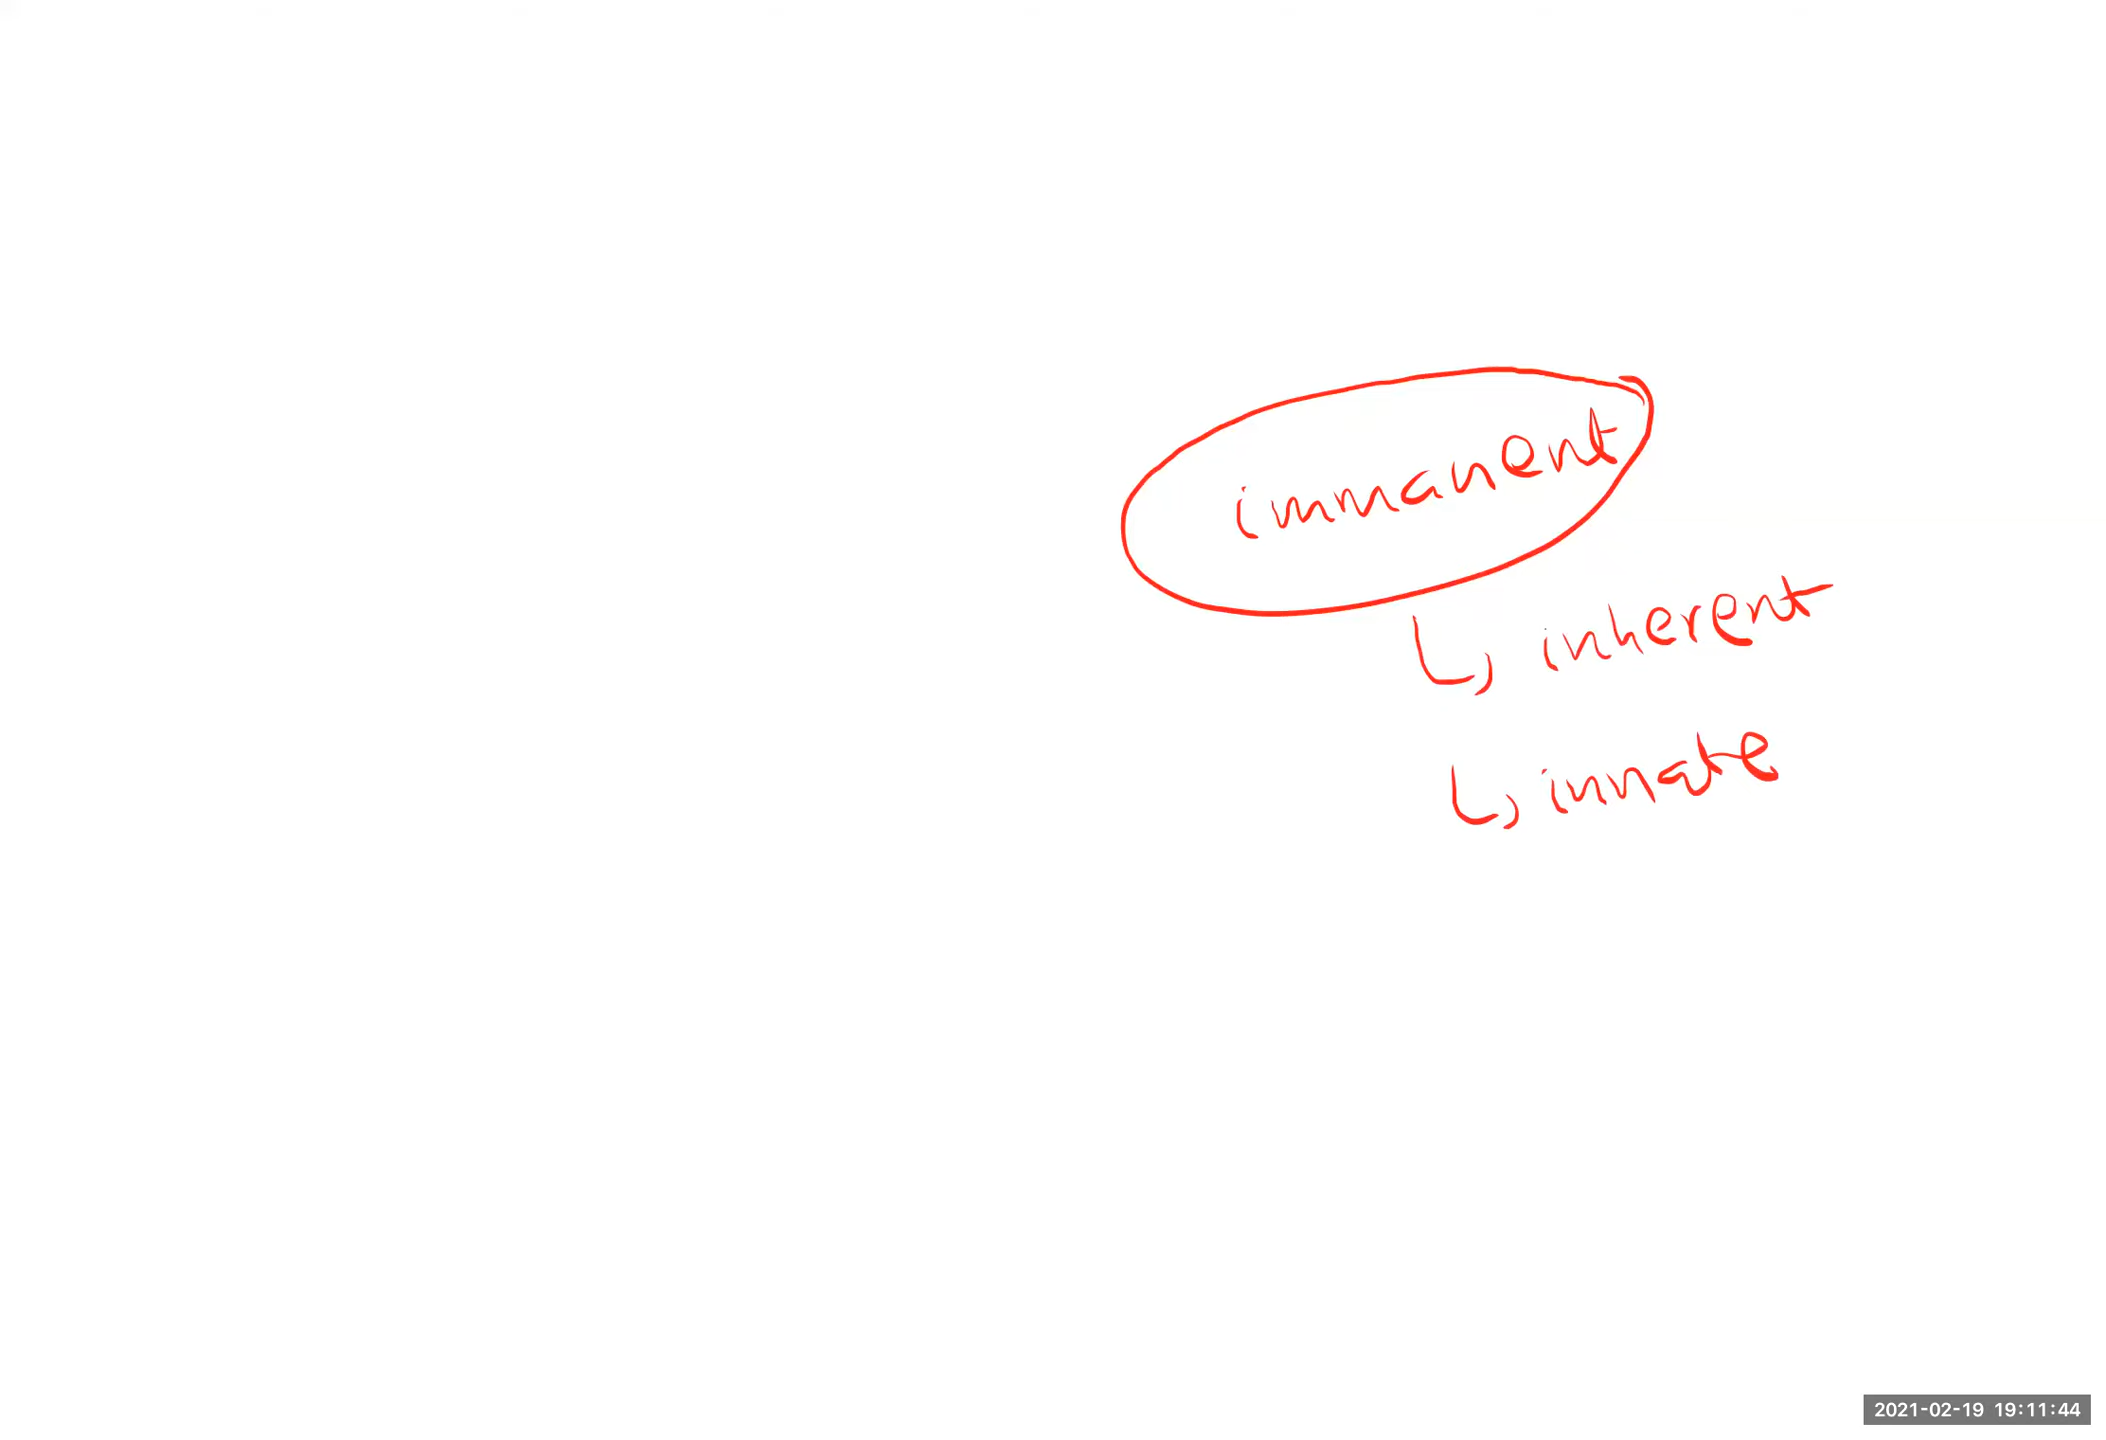 immanent
↳ inherent
↳ innate
2021-02-19 19:11:44